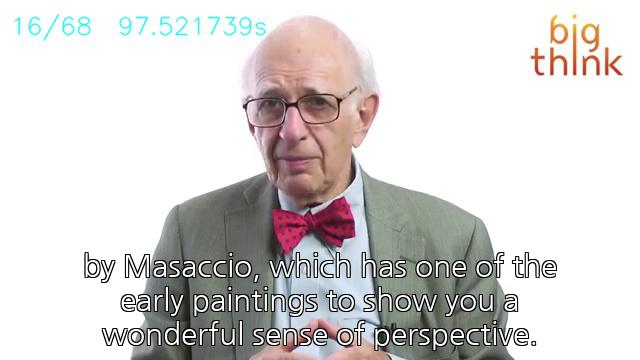 16/68 97.521739s
big
think
by Masaccio, which has one of the
early paintings to show you a
wonderful sense of perspective.